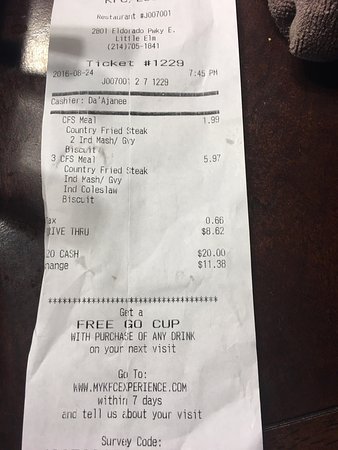 Restaurant #J007001
2801 Eldorado Pwky E.
Little Elm
(214)705-1841
Ticket #1229
2016-08-24 7:45 PM
J007001 2 7 1229
Cashier: Da'Ajanee
CFS Meal 1.99
Country Fried Steak
2 Ind Mash/ Gvy
Biscuit
3 CFS Meal 5.97
Country Fried Steak
Ind Mash/ Gvy
Ind Coleslaw
Biscuit
ax 0.66
IVE THRU $8.62
20 CASH $20.00
hange $11.38
**************************************
Get a
FREE GO CUP
WITH PURCHASE OF ANY DRINK
on your next visit
Go To:
WWW.MYKFCEXPERIENCE.COM
within 7 days
and tell us about your visit
Survey Code: